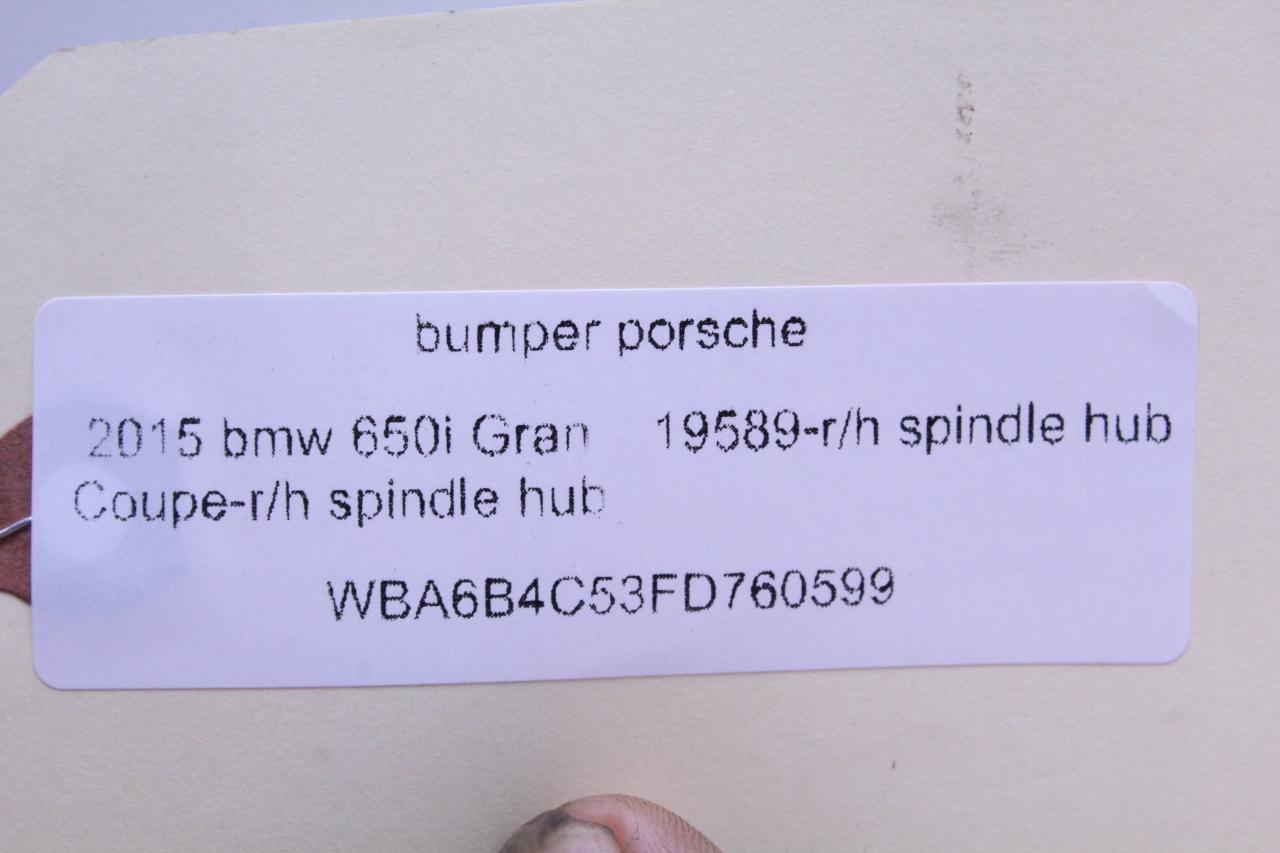 bumper porsche
2015 bmw 650i Gran
Coupe-r/h spindle hub
19589-r/h spindle hub
WBA6B4C53FD760599